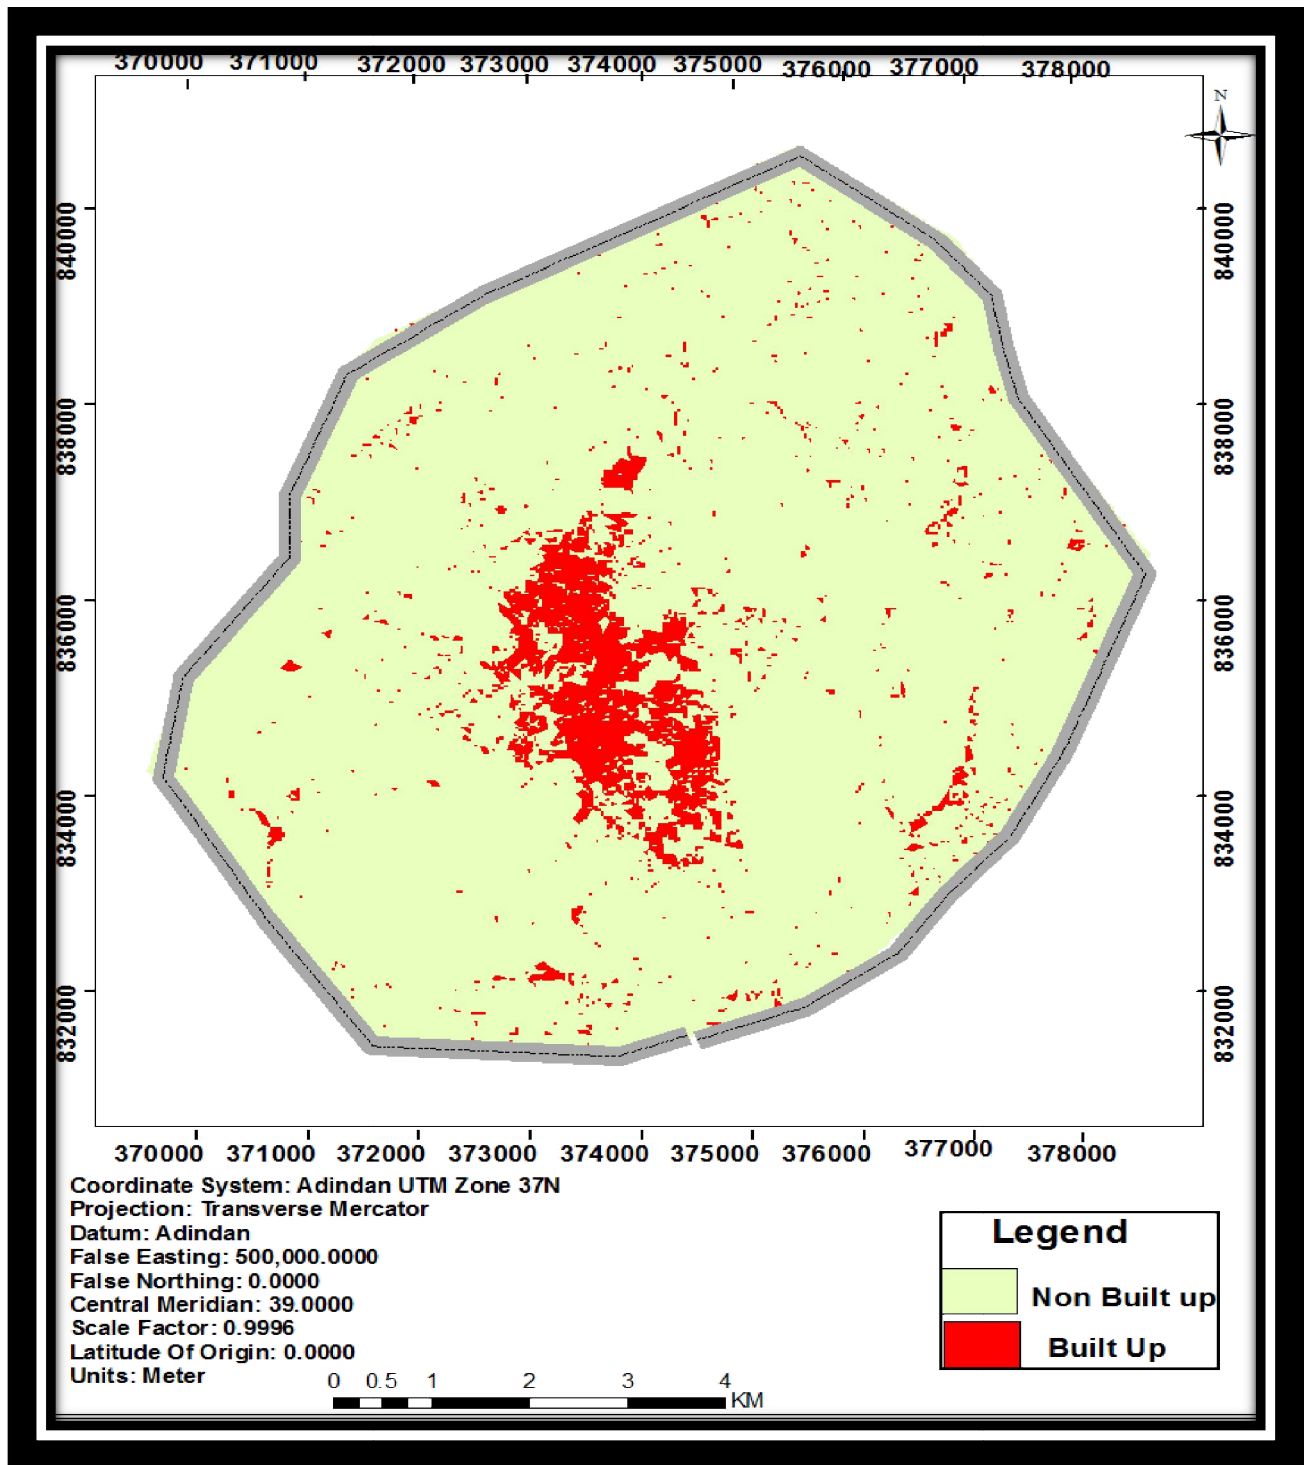 370000 371000 372000 373000 374000 375000 376000 377000 378000
N
840000 840000
838000 838000
836000 836000
834000 834000
832000 832000
370000 371000 372000 373000 374000 375000 376000 377000 378000
Coordinate System: Adindan UTM Zone 37N
Projection: Transverse Mercator
Datum: Adindan
False Easting: 500,000.0000
False Northing: 0.0000
Central Meridian: 39.0000
Scale Factor: 0.9996
Latitude Of Origin: 0.0000
Units: Meter
0 0.5 1 2 3 4
KM
Legend
Non Built up
Built Up